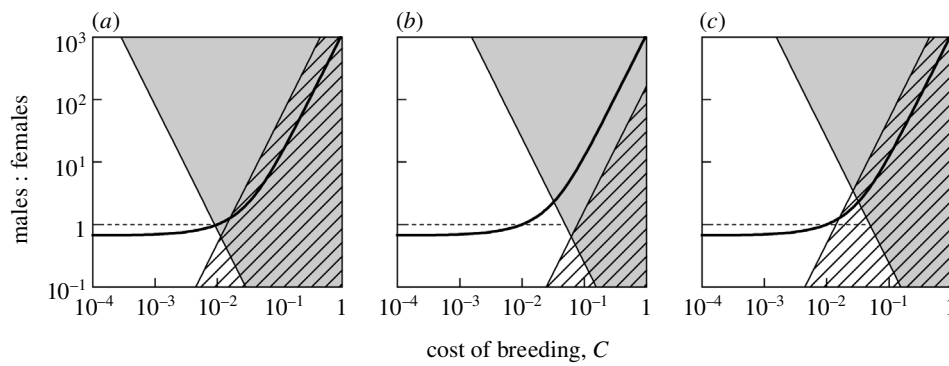 (a) (b) (c)
10³
10²
10¹
1
10⁻¹
males : females
10⁻⁴ 10⁻³ 10⁻² 10⁻¹ 1 10⁻⁴ 10⁻³ 10⁻² 10⁻¹ 1 10⁻⁴ 10⁻³ 10⁻² 10⁻¹ 1
cost of breeding, C